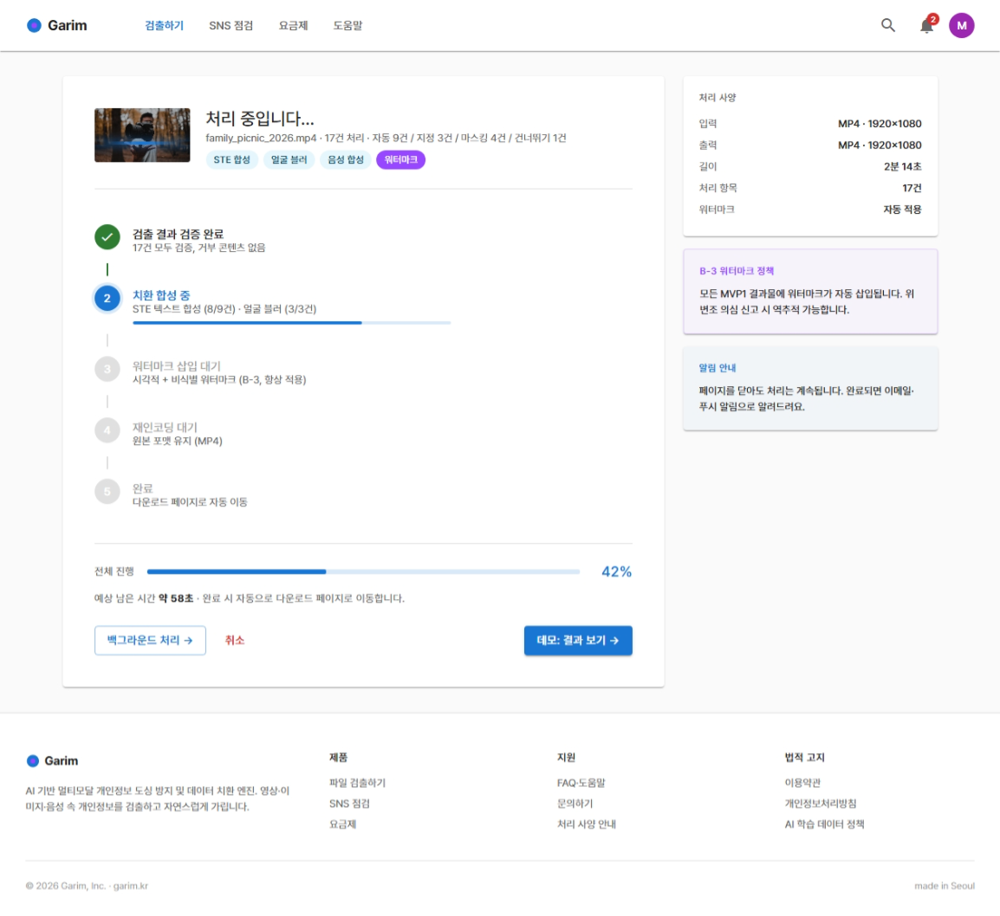 Garim
검출하기
SNS 점검
요금제
도움말
2
M
처리 중입니다...
family_picnic_2026.mp4 · 17건 처리 · 자동 9건 / 지정 3건 / 마스킹 4건 / 건너뛰기 1건
STE 합성
얼굴 블러
음성 합성
워터마크
검출 결과 검증 완료
17건 모두 검증, 거부 콘텐츠 없음
2
치환 합성 중
STE 텍스트 합성 (8/9건) · 얼굴 블러 (3/3건)
3
워터마크 삽입 대기
시각적 + 비식별 워터마크 (B-3, 항상 적용)
4
재인코딩 대기
원본 포맷 유지 (MP4)
5
완료
다운로드 페이지로 자동 이동
전체 진행
42%
예상 남은 시간 약 58초 · 완료 시 자동으로 다운로드 페이지로 이동합니다.
백그라운드 처리 →
취소
데모: 결과 보기 →
처리 사양
입력 MP4 · 1920×1080
출력 MP4 · 1920×1080
길이 2분 14초
처리 항목 17건
워터마크 자동 적용
B-3 워터마크 정책
모든 MVP1 결과물에 워터마크가 자동 삽입됩니다. 위
변조 의심 신고 시 역추적 가능합니다.
알림 안내
페이지를 닫아도 처리는 계속됩니다. 완료되면 이메일·
푸시 알림으로 알려드려요.
Garim
AI 기반 멀티모달 개인정보 도싱 방지 및 데이터 치환 엔진. 영상·이
미지·음성 속 개인정보를 검출하고 자연스럽게 가립니다.
제품
파일 검출하기
SNS 점검
요금제
지원
FAQ·도움말
문의하기
처리 사양 안내
법적 고지
이용약관
개인정보처리방침
AI 학습 데이터 정책
© 2026 Garim, Inc. · garim.kr
made in Seoul